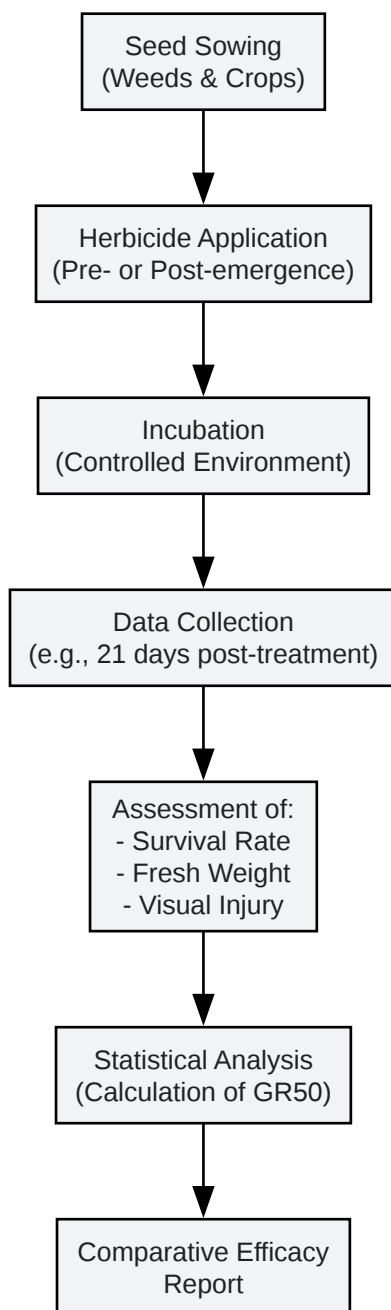 Seed Sowing
(Weeds & Crops)
Herbicide Application
(Pre- or Post-emergence)
Incubation
(Controlled Environment)
Data Collection
(e.g., 21 days post-treatment)
Assessment of:
- Survival Rate
- Fresh Weight
- Visual Injury
Statistical Analysis
(Calculation of GR50)
Comparative Efficacy
Report